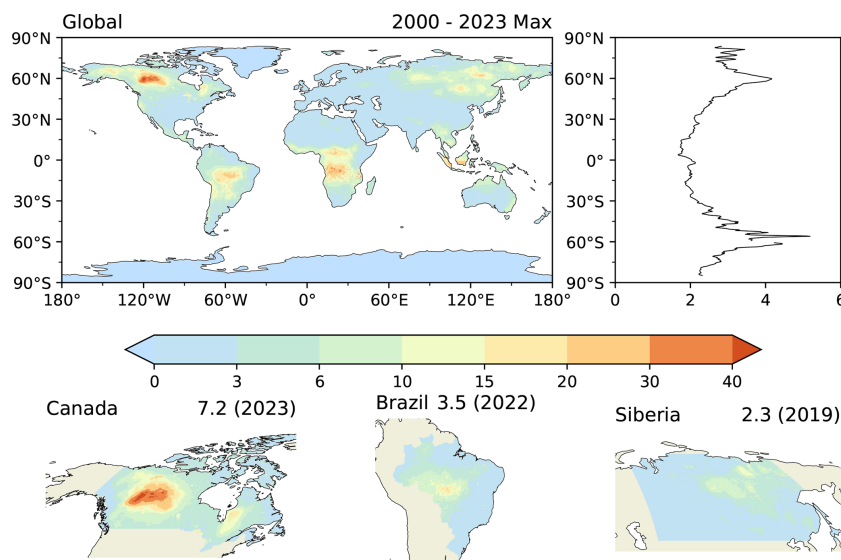 Global 2000 - 2023 Max
90°N
60°N
30°N
0°
30°S
60°S
90°S
180° 120°W 60°W 0° 60°E 120°E 180°
90°N
60°N
30°N
0°
30°S
60°S
90°S
0 2 4 6
0 3 6 10 15 20 30 40
Canada 7.2 (2023)
Brazil 3.5 (2022)
Siberia 2.3 (2019)